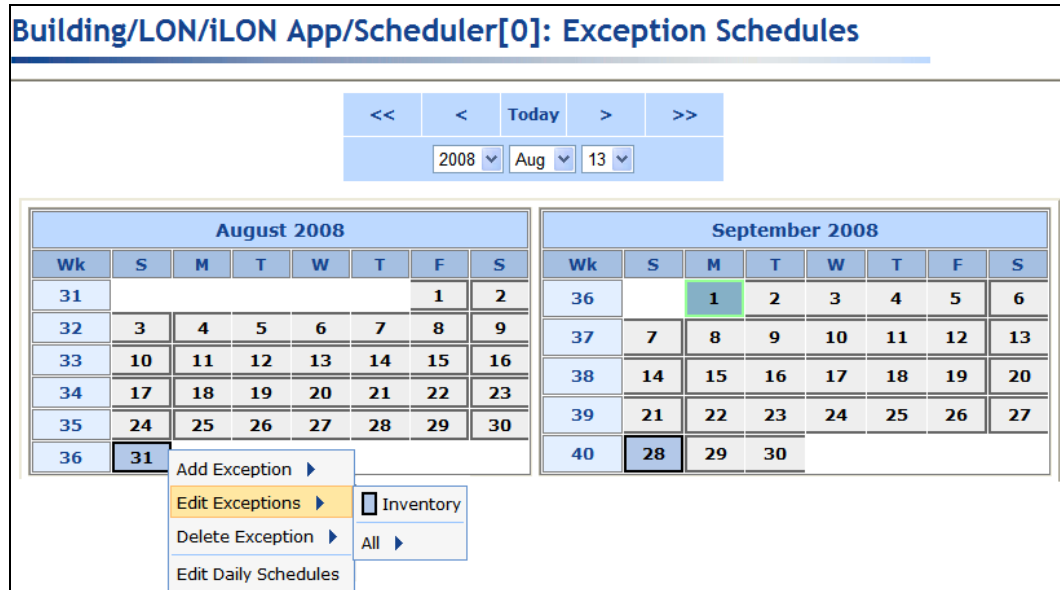 Building/LON/iLON App/Scheduler[0]: Exception Schedules
<< < Today > >>
2008 Aug 13
August 2008
Wk S M T W T F S
31 1 2
32 3 4 5 6 7 8 9
33 10 11 12 13 14 15 16
34 17 18 19 20 21 22 23
35 24 25 26 27 28 29 30
36 31
September 2008
Wk S M T W T F S
36 1 2 3 4 5 6
37 7 8 9 10 11 12 13
38 14 15 16 17 18 19 20
39 21 22 23 24 25 26 27
40 28 29 30
Add Exception
Edit Exceptions
Delete Exception
Edit Daily Schedules
Inventory
All